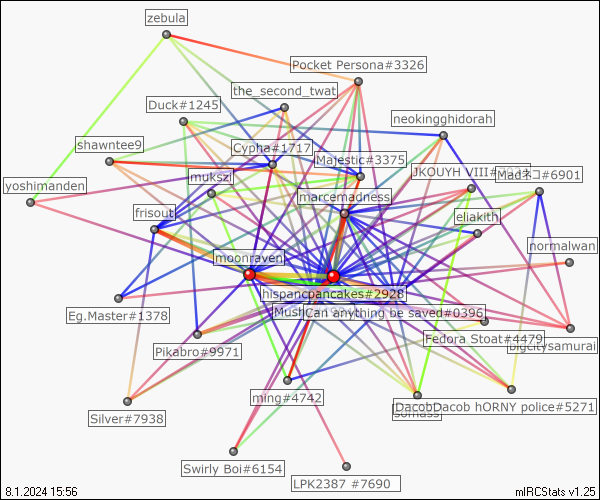 zebula
Pocket Persona#3326
the_second_twat
Duck#1245
neokingghidorah
shawntee9
Cypha#1717
Majestic#3375
JKOUYH VIII#
Madネコ#6901
mukszi
yoshimanden
marcemadness
frisout
eliakith
normalwan
moonraven
hispancpancakes#2928
Mush
Can anything be saved#0396
Eg.Master#1378
Fedora Stoat#4479
bigcitysamurai
Pikabro#9971
ming#4742
DacobDacob hORNY police#5271
Silver#7938
Swirly Boi#6154
LPK2387 #7690
8.1.2024 15:56
mIRCStats v1.25